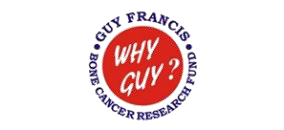 • GUY FRANCIS •
BONE CANCER RESEARCH FUND
WHY
GUY?